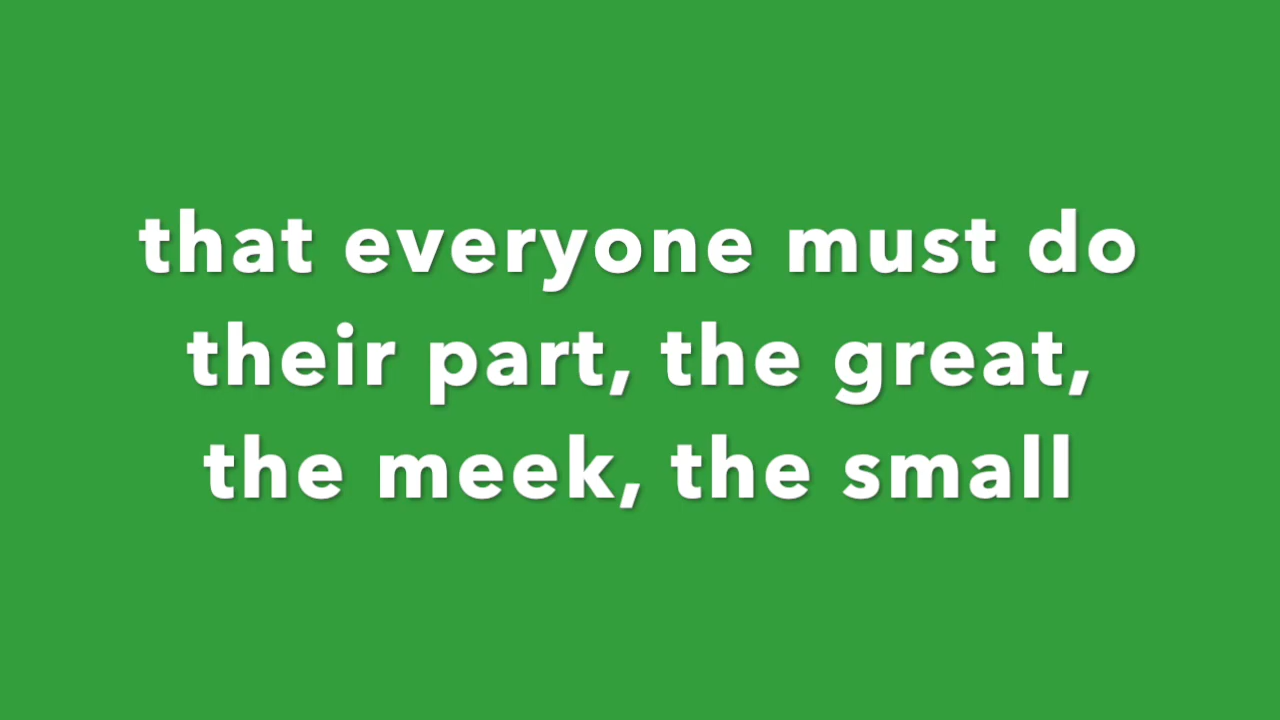 that everyone must do
their part, the great,
the meek, the small